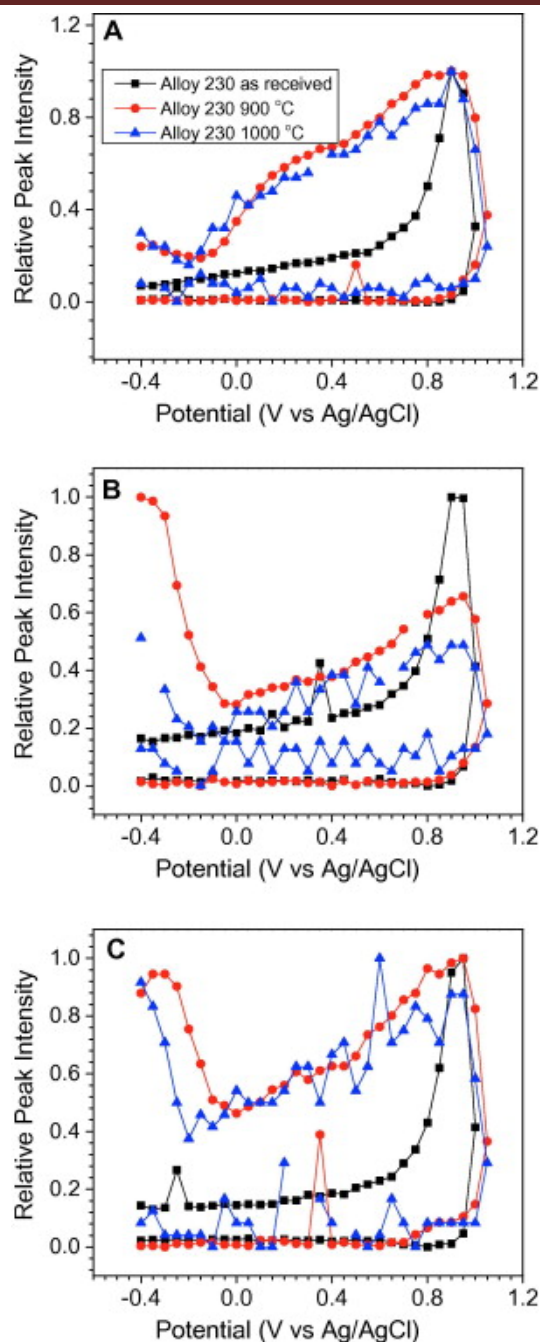 A
1.2
0.8
0.4
0.0
Relative Peak Intensity
Alloy 230 as received
Alloy 230 900 °C
Alloy 230 1000 °C
-0.4 0.0 0.4 0.8 1.2
Potential (V vs Ag/AgCl)
B
1.0
0.8
0.6
0.4
0.2
0.0
Relative Peak Intensity
-0.4 0.0 0.4 0.8 1.2
Potential (V vs Ag/AgCl)
C
1.0
0.8
0.6
0.4
0.2
0.0
Relative Peak Intensity
-0.4 0.0 0.4 0.8 1.2
Potential (V vs Ag/AgCl)